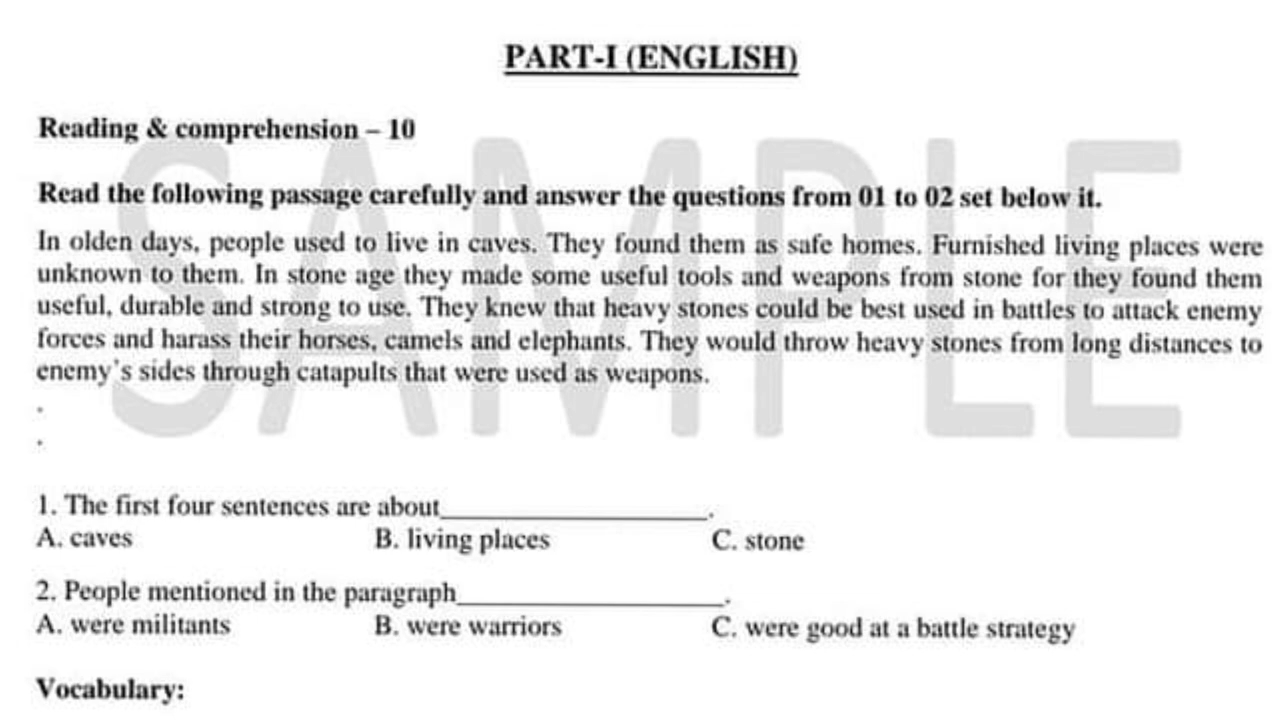 PART-I (ENGLISH)
Reading & comprehension – 10
Read the following passage carefully and answer the questions from 01 to 02 set below it.
In olden days, people used to live in caves. They found them as safe homes. Furnished living places were
unknown to them. In stone age they made some useful tools and weapons from stone for they found them
useful, durable and strong to use. They knew that heavy stones could be best used in battles to attack enemy
forces and harass their horses, camels and elephants. They would throw heavy stones from long distances to
enemy's sides through catapults that were used as weapons.
.
.
1. The first four sentences are about____________________.
A. caves B. living places C. stone
2. People mentioned in the paragraph____________________.
A. were militants B. were warriors C. were good at a battle strategy
Vocabulary:
SAMPLE